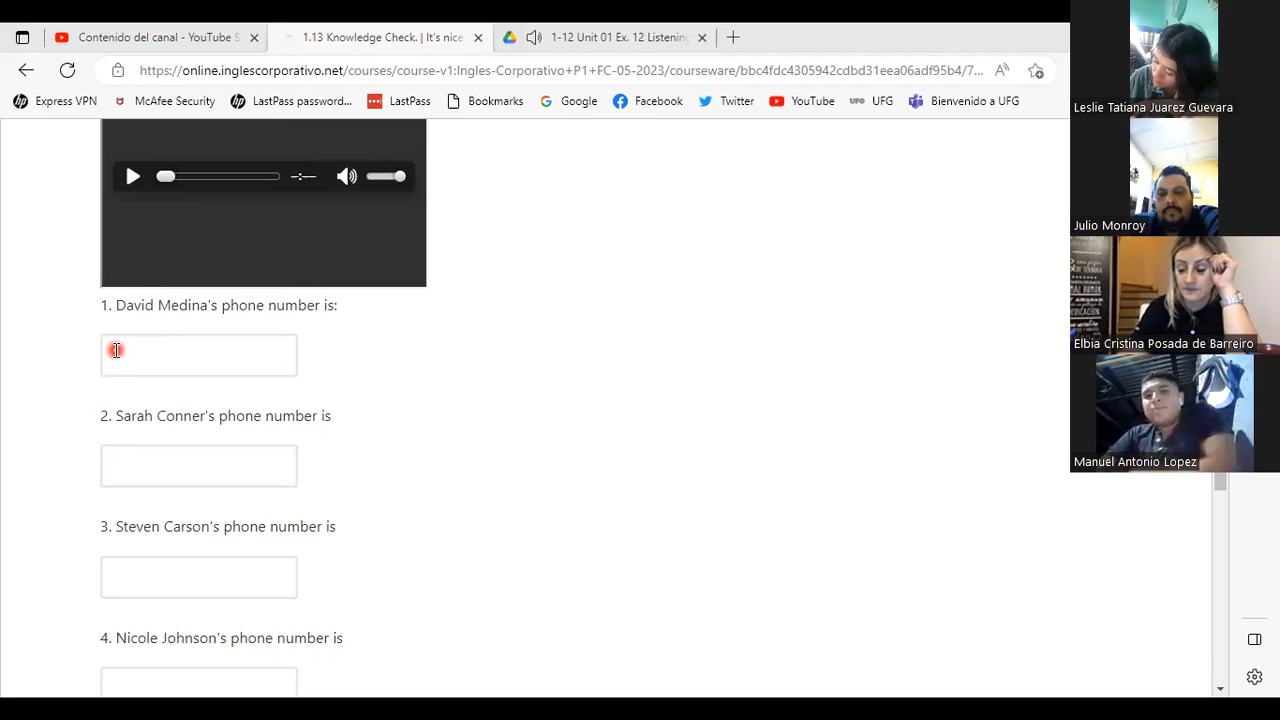 Contenido del canal - YouTube S
1.13 Knowledge Check. | It's nice
1-12 Unit 01 Ex. 12 Listening
https://online.inglescorporativo.net/courses/course-v1:Ingles-Corporativo+P1+FC-05-2023/courseware/bbc4fdc4305942cdbd31eea06adf95b4/7...
Express VPN
McAfee Security
LastPass password...
LastPass
Bookmarks
Google
Facebook
Twitter
YouTube
UFG
Bienvenido a UFG
1. David Medina's phone number is:
2. Sarah Conner's phone number is
3. Steven Carson's phone number is
4. Nicole Johnson's phone number is
Leslie Tatiana Juarez Guevara
Julio Monroy
Elbia Cristina Posada de Barreiro
Manuel Antonio Lopez